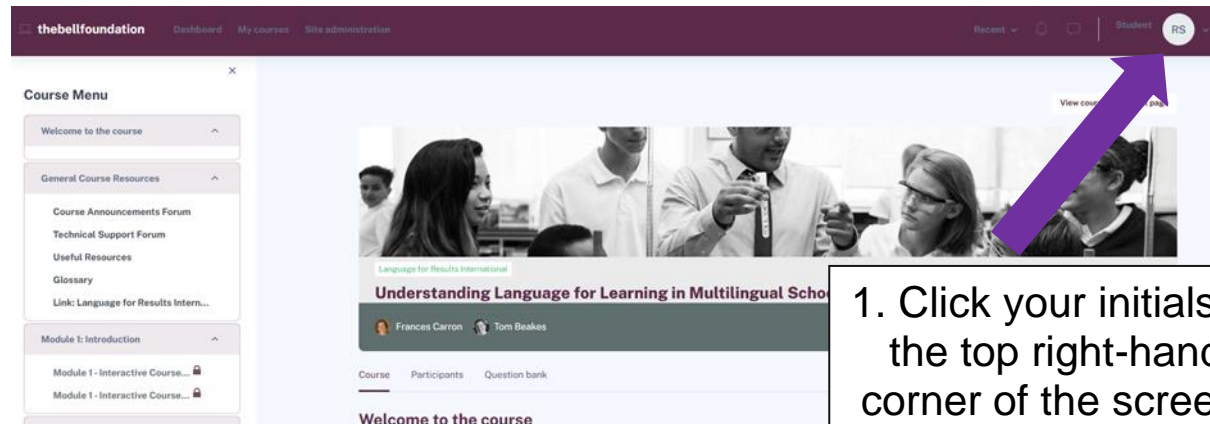 thebellfoundation Dashboard My courses Site administration Recent Student RS
Course Menu
View cour
Welcome to the course
General Course Resources
Course Announcements Forum
Technical Support Forum
Useful Resources
Glossary
Link: Language for Results Intern...
Language for Results International
Understanding Language for Learning in Multilingual Schoo
Frances Carron Tom Beakes
1. Click your initials
the top right-hand
corner of the scree
Module 1: Introduction
Module 1 - Interactive Course...
Module 1 - Interactive Course...
Course Participants Question bank
Welcome to the course